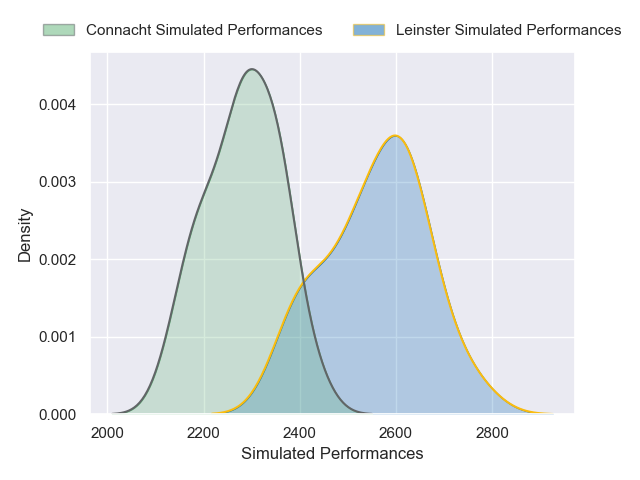 Connacht Simulated Performances Leinster Simulated Performances
0.004
0.003
Density
0.002
0.001
0.000
2000 2200 2400 2600 2800
Simulated Performances